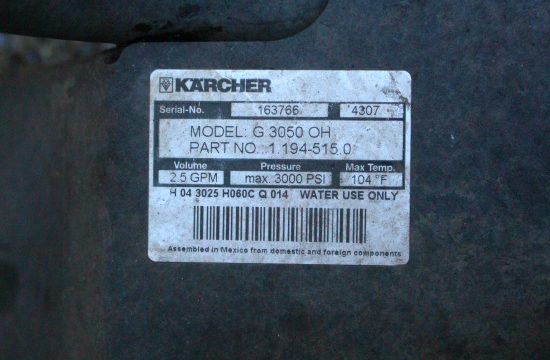 KÄRCHER
Serial-No. 163766 4307
MODEL: G 3050 OH
PART NO.: 1.194-515.0
Volume Pressure Max Temp.
2.5 GPM max. 3000 PSI 104 °F
H 04 3025 H060C Q 014 WATER USE ONLY
Assembled in Mexico from domestic and foreign components